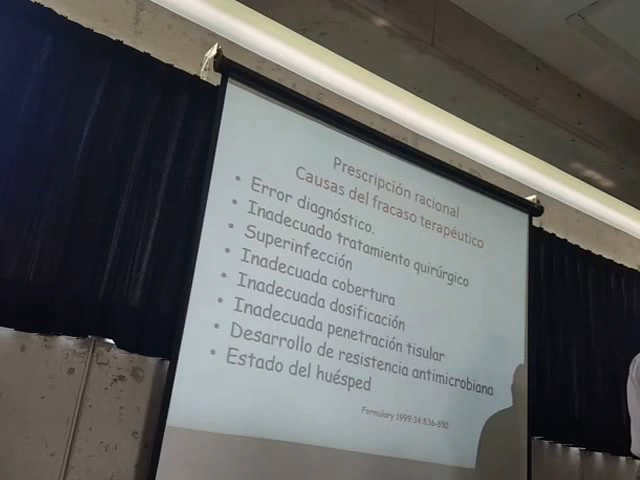 Prescripción racional
Causas del fracaso terapéutico
• Error diagnóstico.
• Inadecuado tratamiento quirúrgico
• Superinfección
• Inadecuada cobertura
• Inadecuada dosificación
• Inadecuada penetración tisular
• Desarrollo de resistencia antimicrobiana
• Estado del huésped
Formulary 1999:34:836-850